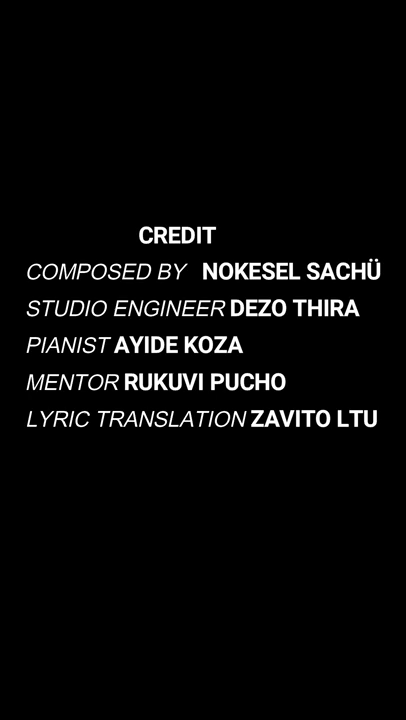 CREDIT
COMPOSED BY NOKESEL SACHÜ
STUDIO ENGINEER DEZO THIRA
PIANIST AYIDE KOZA
MENTOR RUKUVI PUCHO
LYRIC TRANSLATION ZAVITO LTU